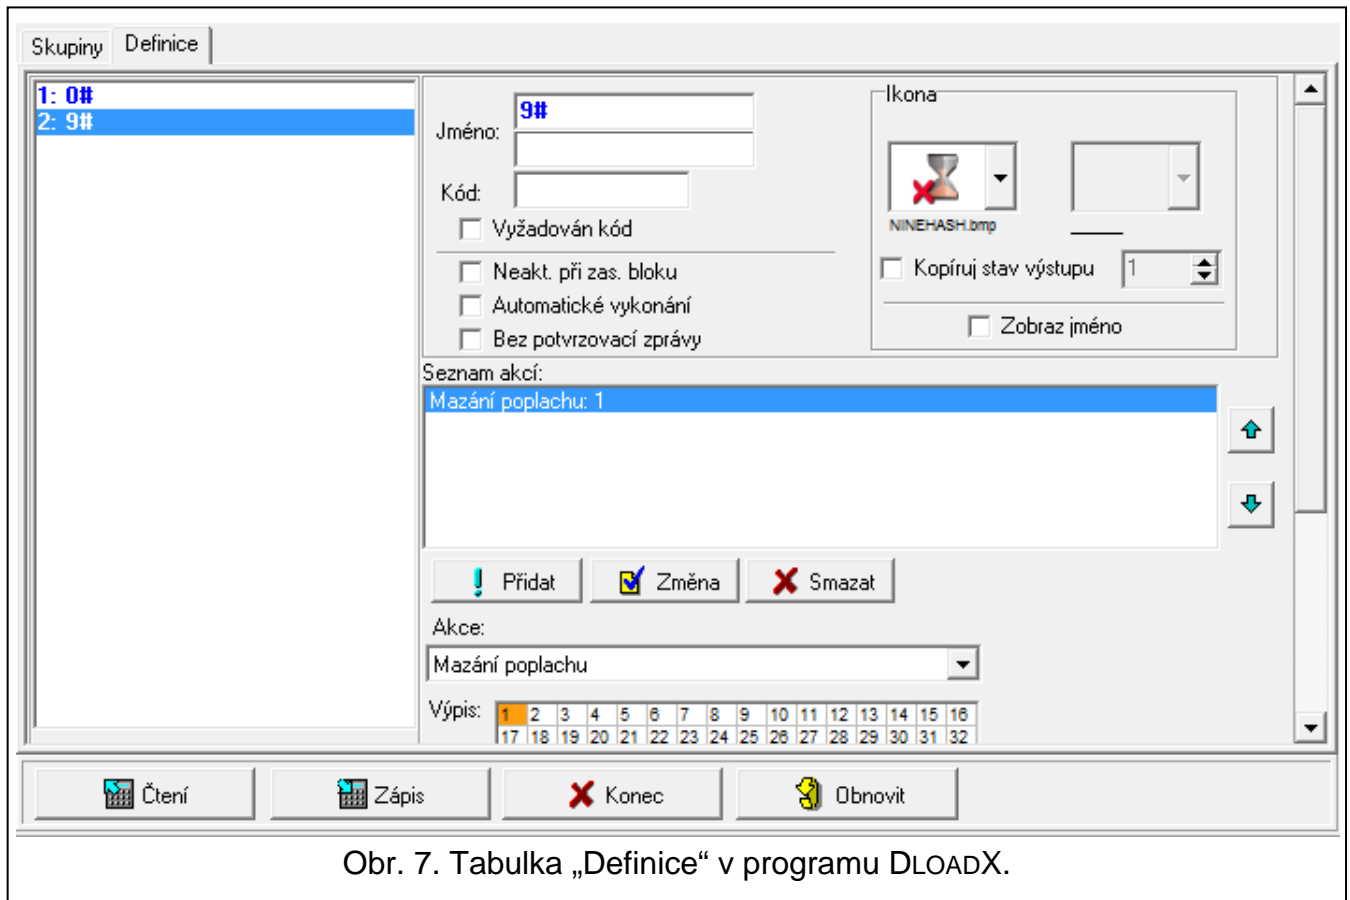 Skupiny Definice
1: 0#
2: 9#
Jméno: 9#
Kód:
Vyžadován kód
Neakt. při zas. bloku
Automatické vykonání
Bez potvrzovací zprávy
Ikona
NINEHASH.bmp
Kopíruj stav výstupu 1
Zobraz jméno
Seznam akcí:
Mazání poplachu: 1
Přidat Změna Smazat
Akce:
Mazání poplachu
Výpis: 1 2 3 4 5 6 7 8 9 10 11 12 13 14 15 16
17 18 19 20 21 22 23 24 25 26 27 28 29 30 31 32
Čtení Zápis Konec Obnovit
Obr. 7. Tabulka „Definice“ v programu DLOADX.